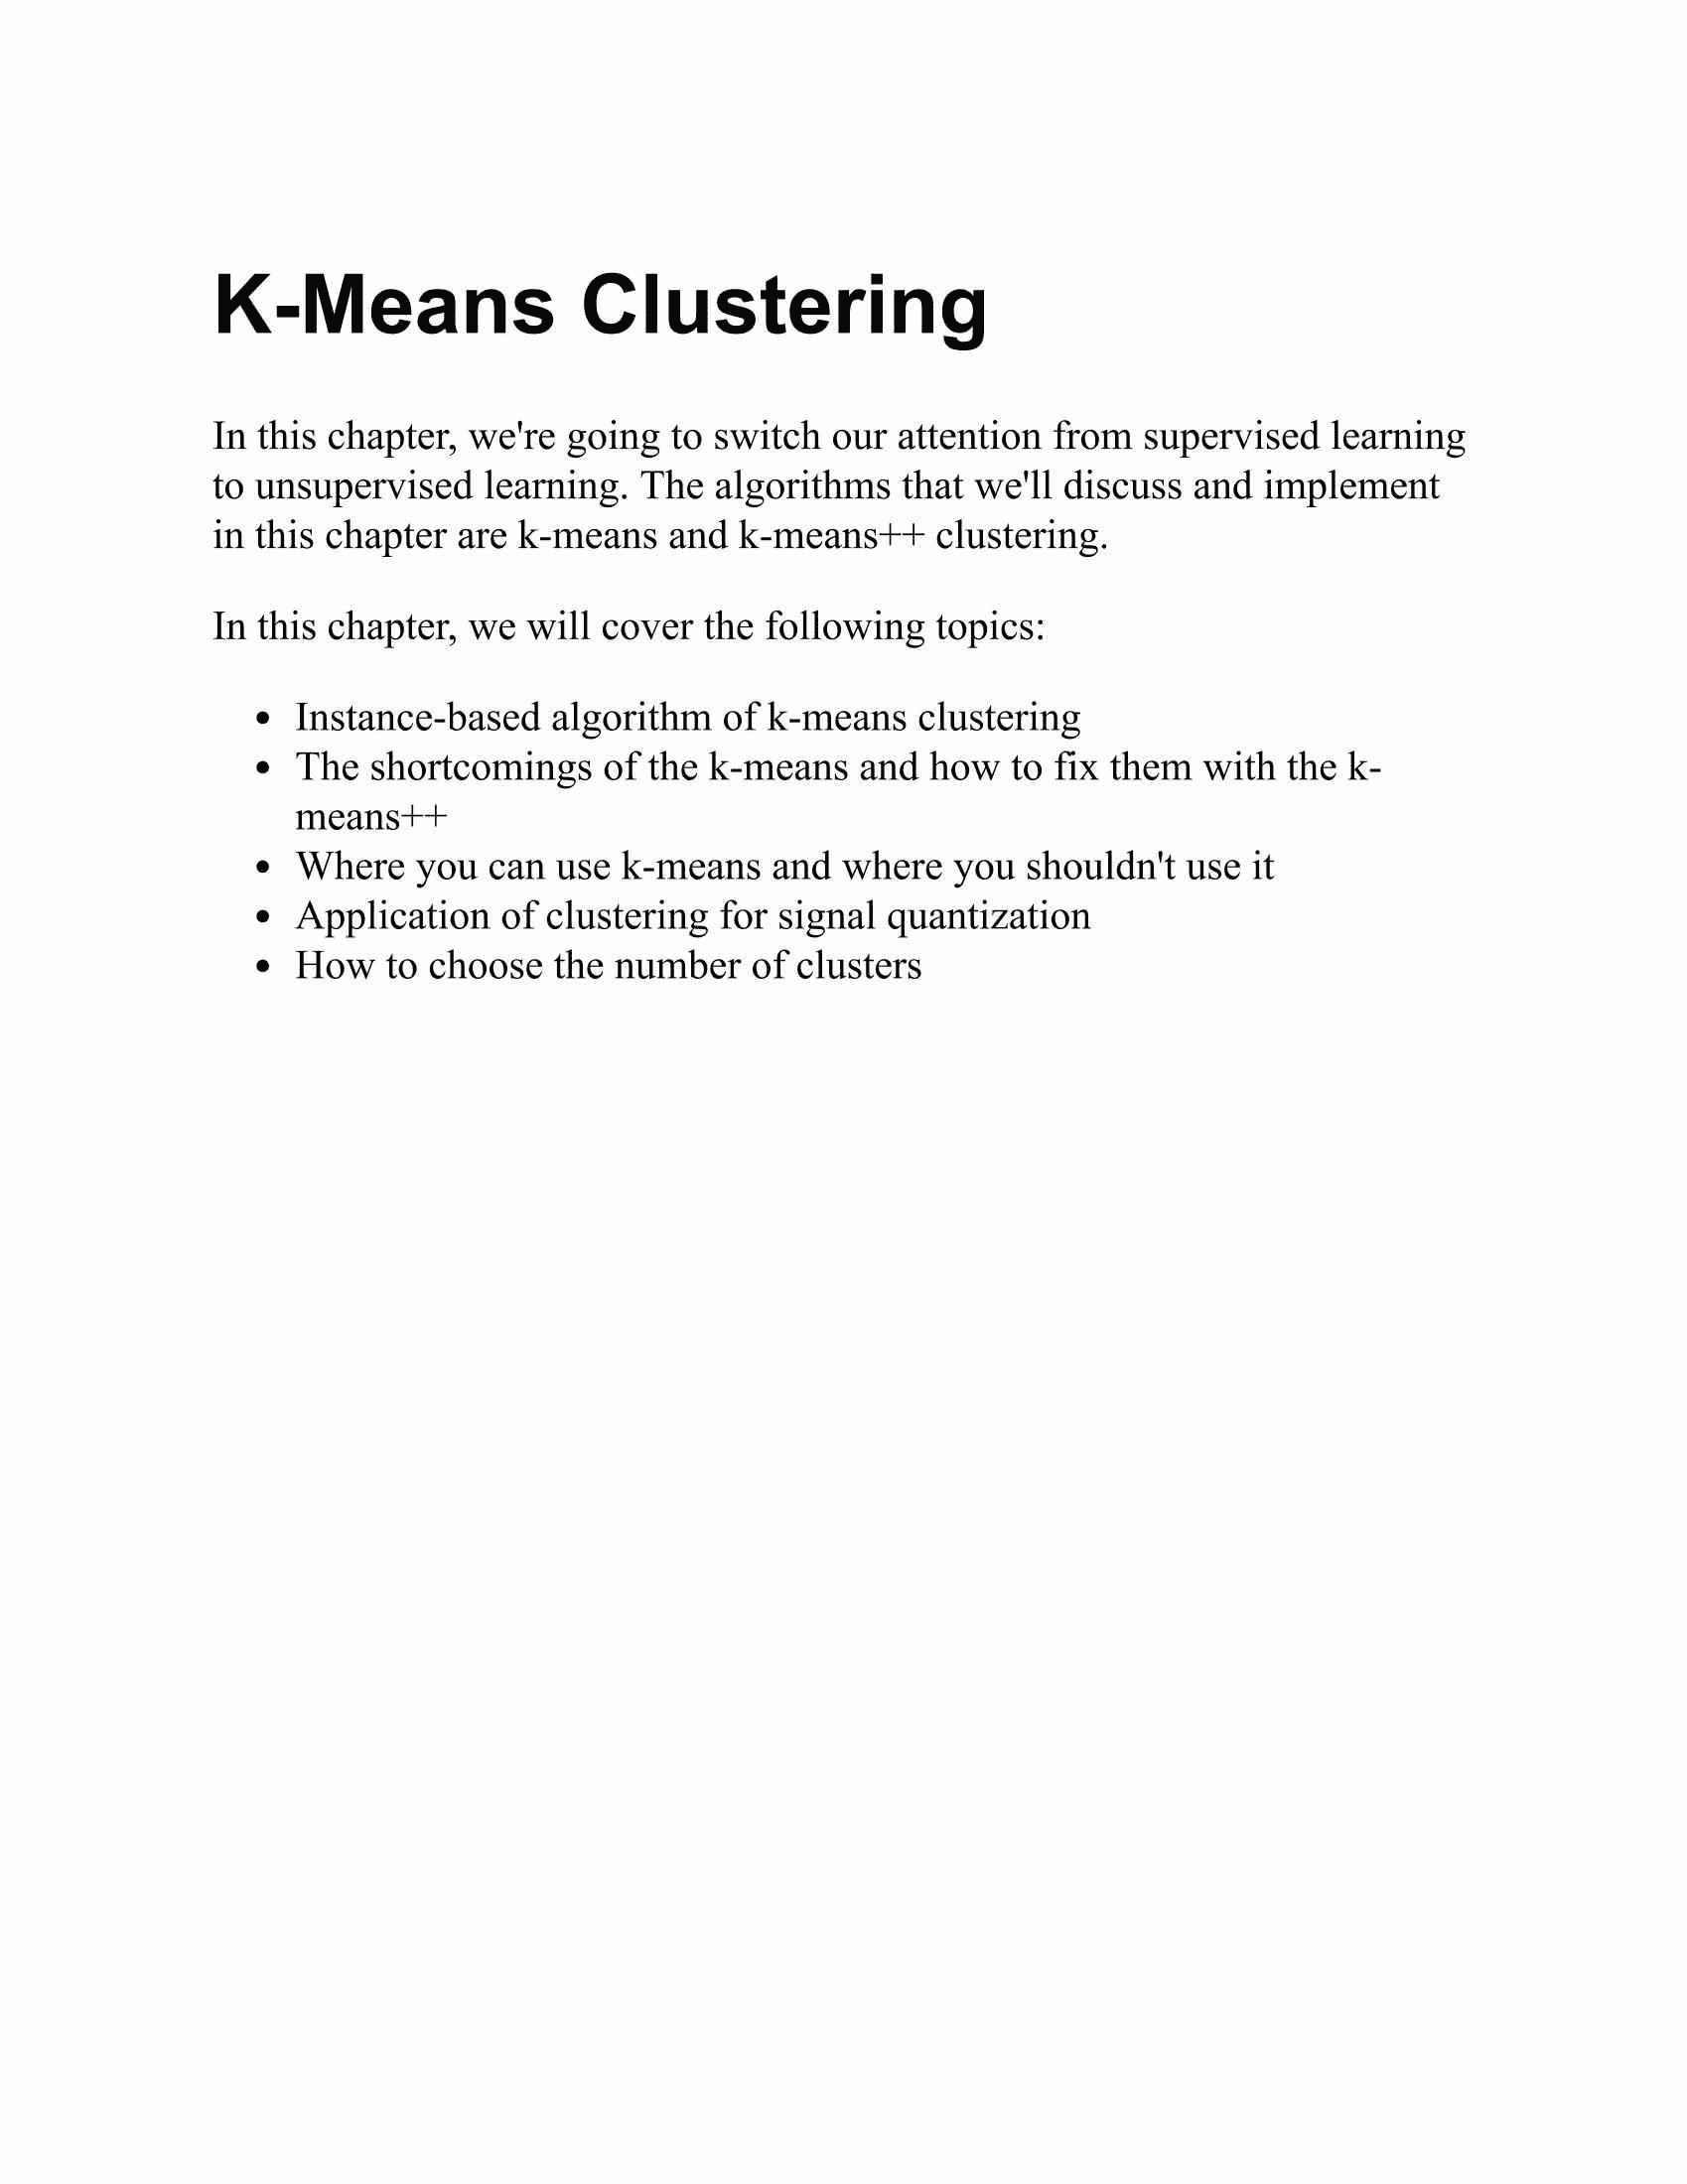 K-Means Clustering
In this chapter, we're going to switch our attention from supervised learning
to unsupervised learning. The algorithms that we'll discuss and implement
in this chapter are k-means and k-means++ clustering.
In this chapter, we will cover the following topics:
• Instance-based algorithm of k-means clustering
• The shortcomings of the k-means and how to fix them with the k-
means++
• Where you can use k-means and where you shouldn't use it
• Application of clustering for signal quantization
• How to choose the number of clusters